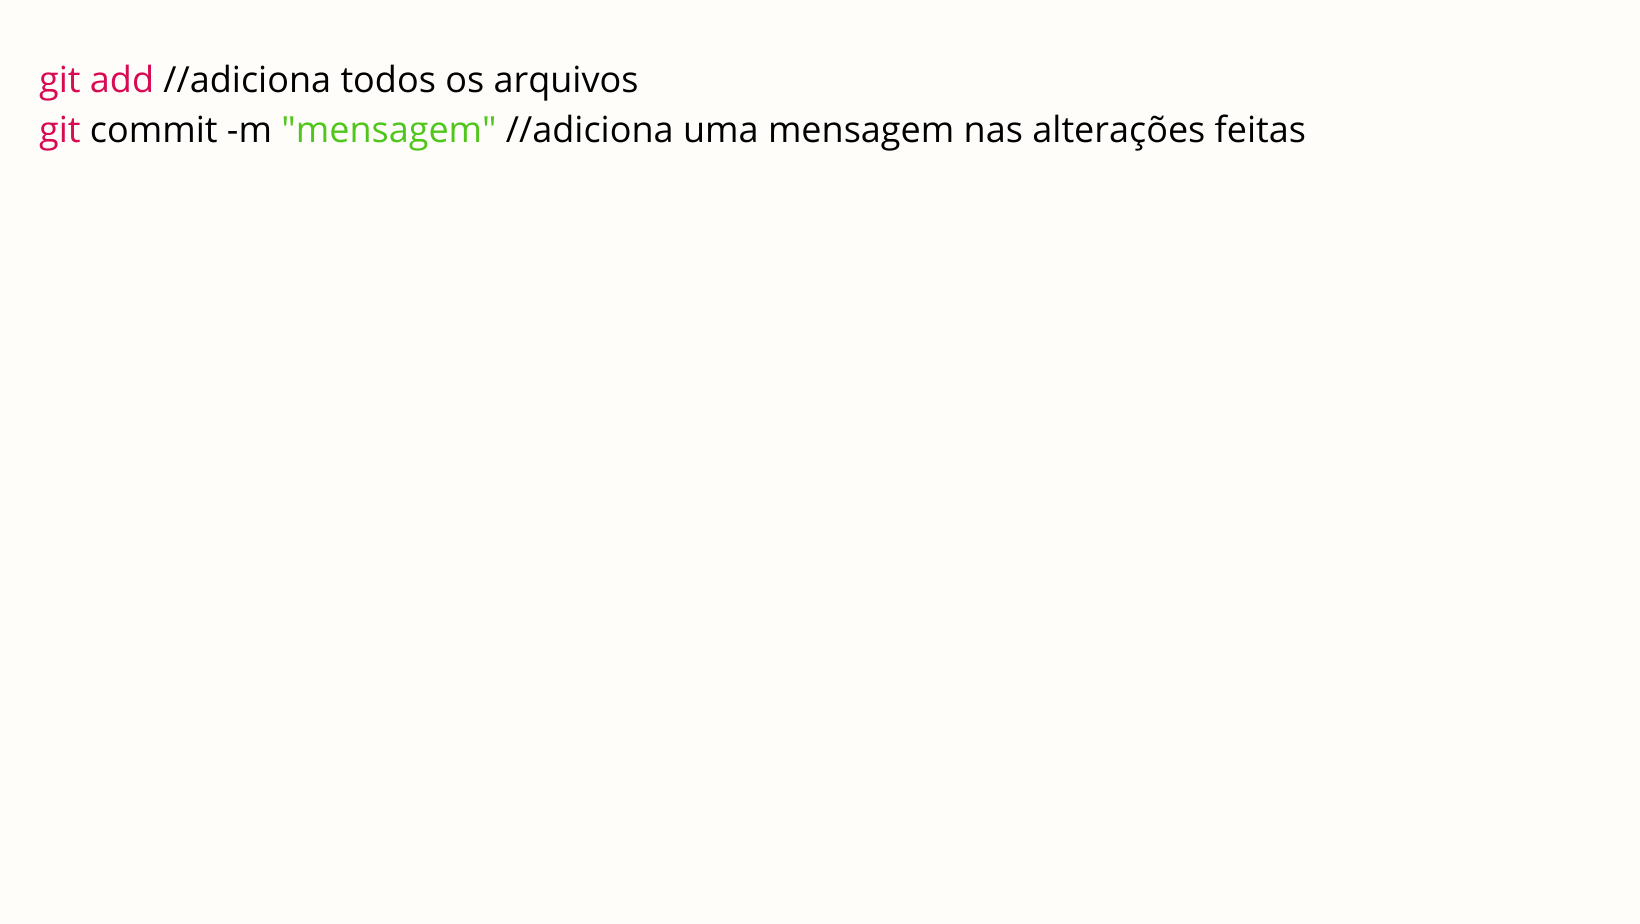 git add //adiciona todos os arquivos
git commit -m "mensagem" //adiciona uma mensagem nas alterações feitas